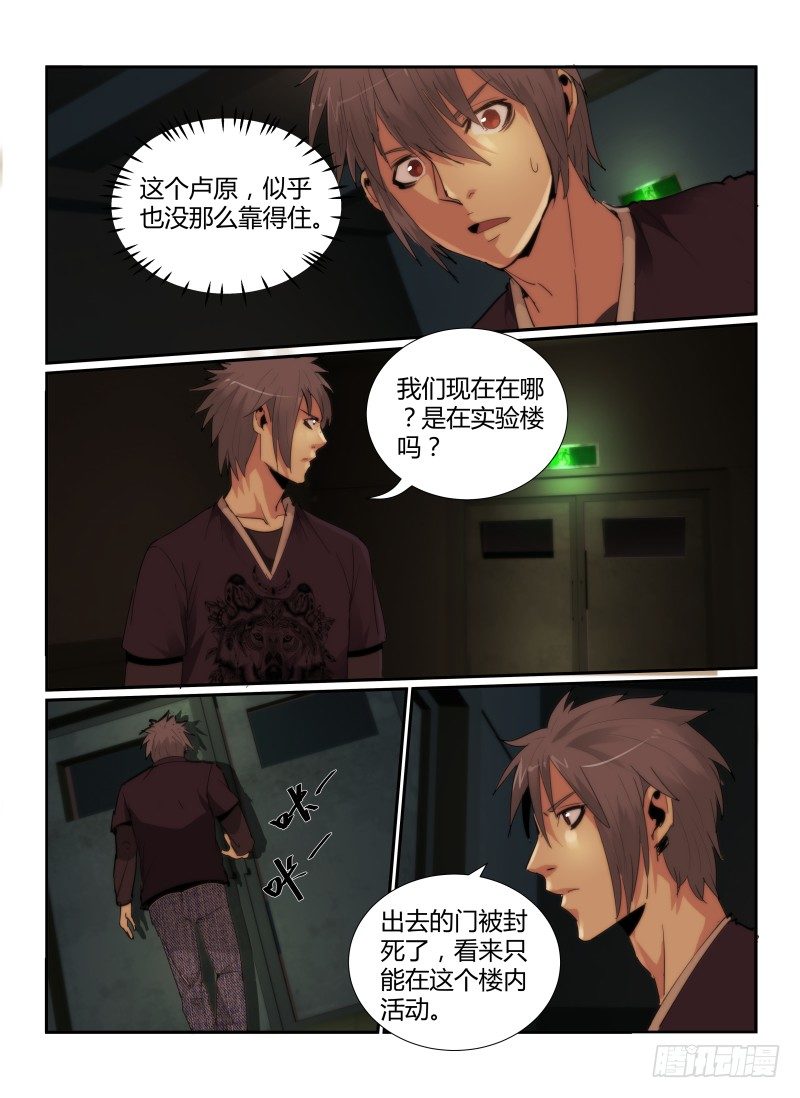 这个卢原，似乎
也没那么靠得住。
我们现在在哪
？是在实验楼
吗？
咔一
咔一
出去的门被封
死了，看来只
能在这个楼内
活动。
腾讯动漫